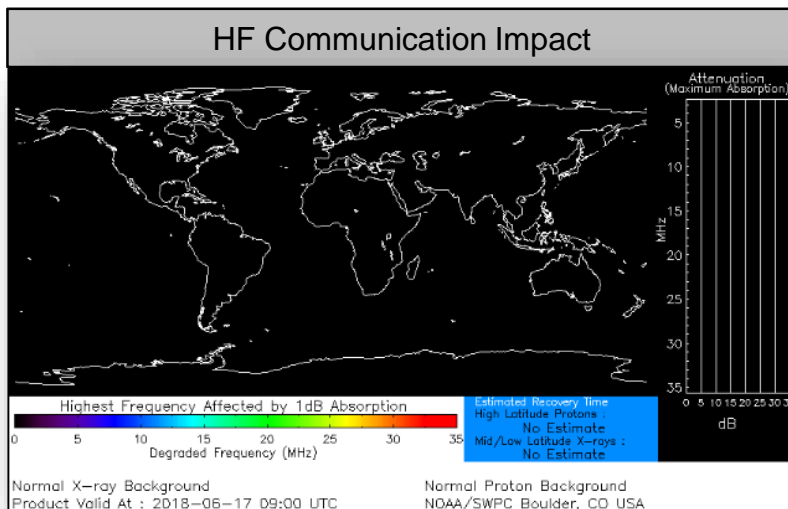 HF Communication Impact
Attenuation
(Maximum Absorption)
5
10
15
20
25
30
35
MHz
0 5 10 15 20 25 30 3
dB
Highest Frequency Affected by 1dB Absorption
0 5 10 15 20 25 30 35
Degraded Frequency (MHz)
Estimated Recovery Time
High Latitude Protons :
No Estimate
Mid/Low Latitude X-rays :
No Estimate
Normal X-ray Background
Normal Proton Background
Product Valid At : 2018-06-17 09:00 UTC
NOAA/SWPC Boulder, CO USA